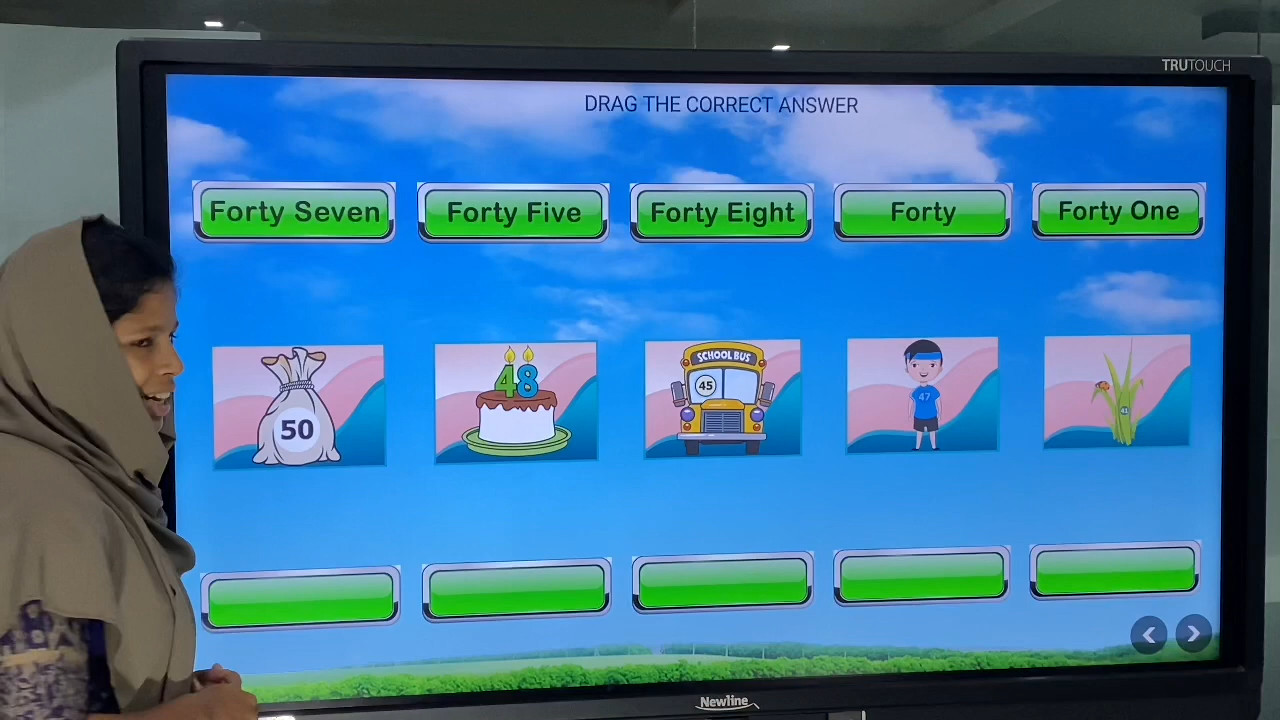 TRUTOUCH
DRAG THE CORRECT ANSWER
Forty Seven
Forty Five
Forty Eight
Forty
Forty One
50
48
SCHOOL BUS
45
47
41
Newline